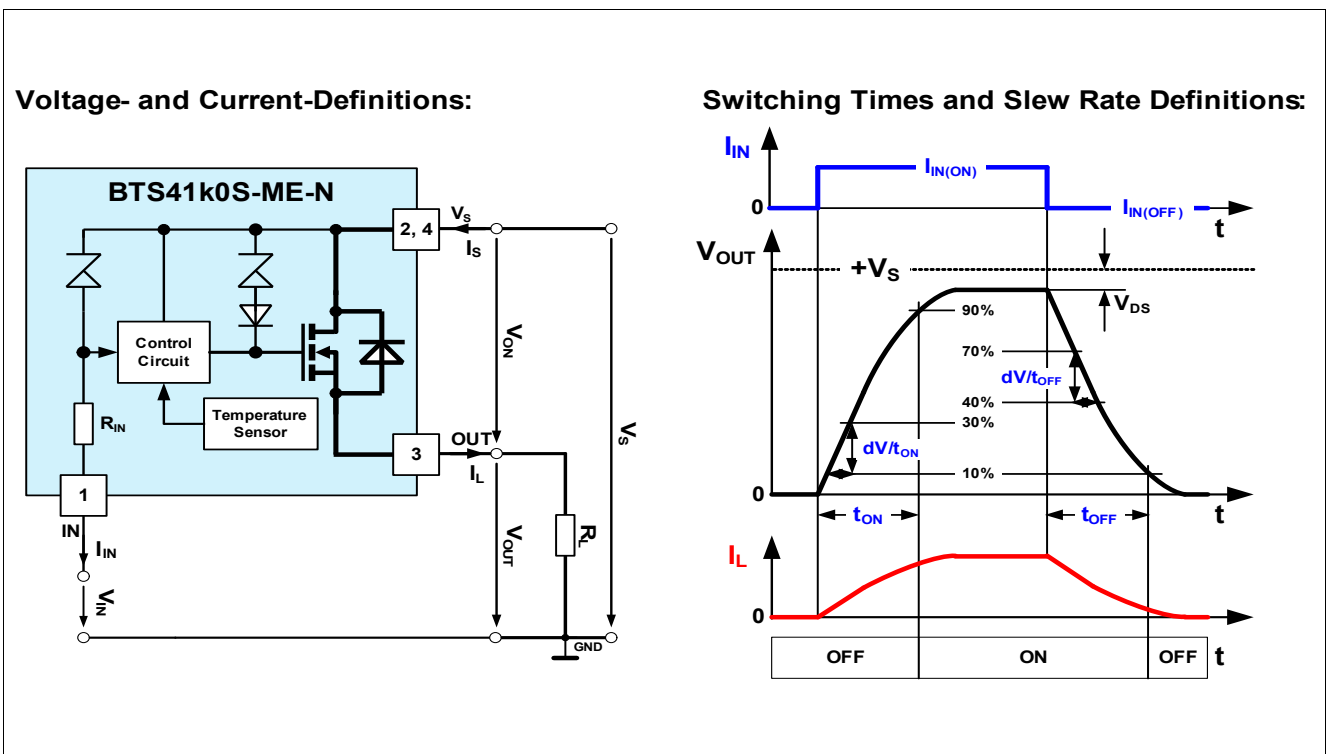 Voltage- and Current-Definitions:
BTS41k0S-ME-N
VS
2, 4
IS
Control
Circuit
Temperature
Sensor
RIN
VON
VS
OUT
3
IL
1
IN
IIN
VIN
VOUT
RL
GND
Switching Times and Slew Rate Definitions:
IIN
IIN(ON)
0
IIN(OFF)
t
VOUT
+VS
VDS
90%
70%
dV/tOFF
40%
30%
dV/tON
10%
0
t
tON
tOFF
IL
0
OFF
ON
OFF
t